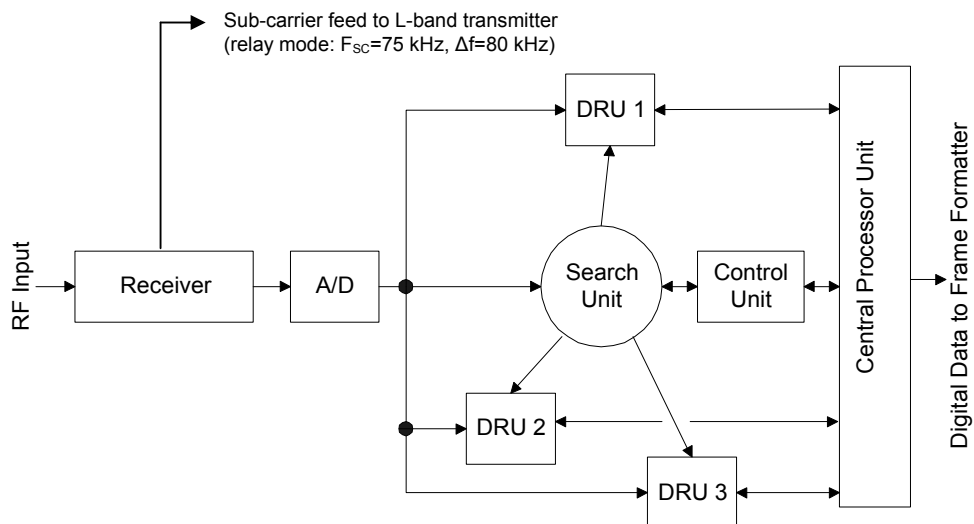 Sub-carrier feed to L-band transmitter
(relay mode: FSC=75 kHz, Δf=80 kHz)
DRU 1
RF Input
Receiver
A/D
Search
Unit
Control
Unit
Central Processor Unit
Digital Data to Frame Formatter
DRU 2
DRU 3